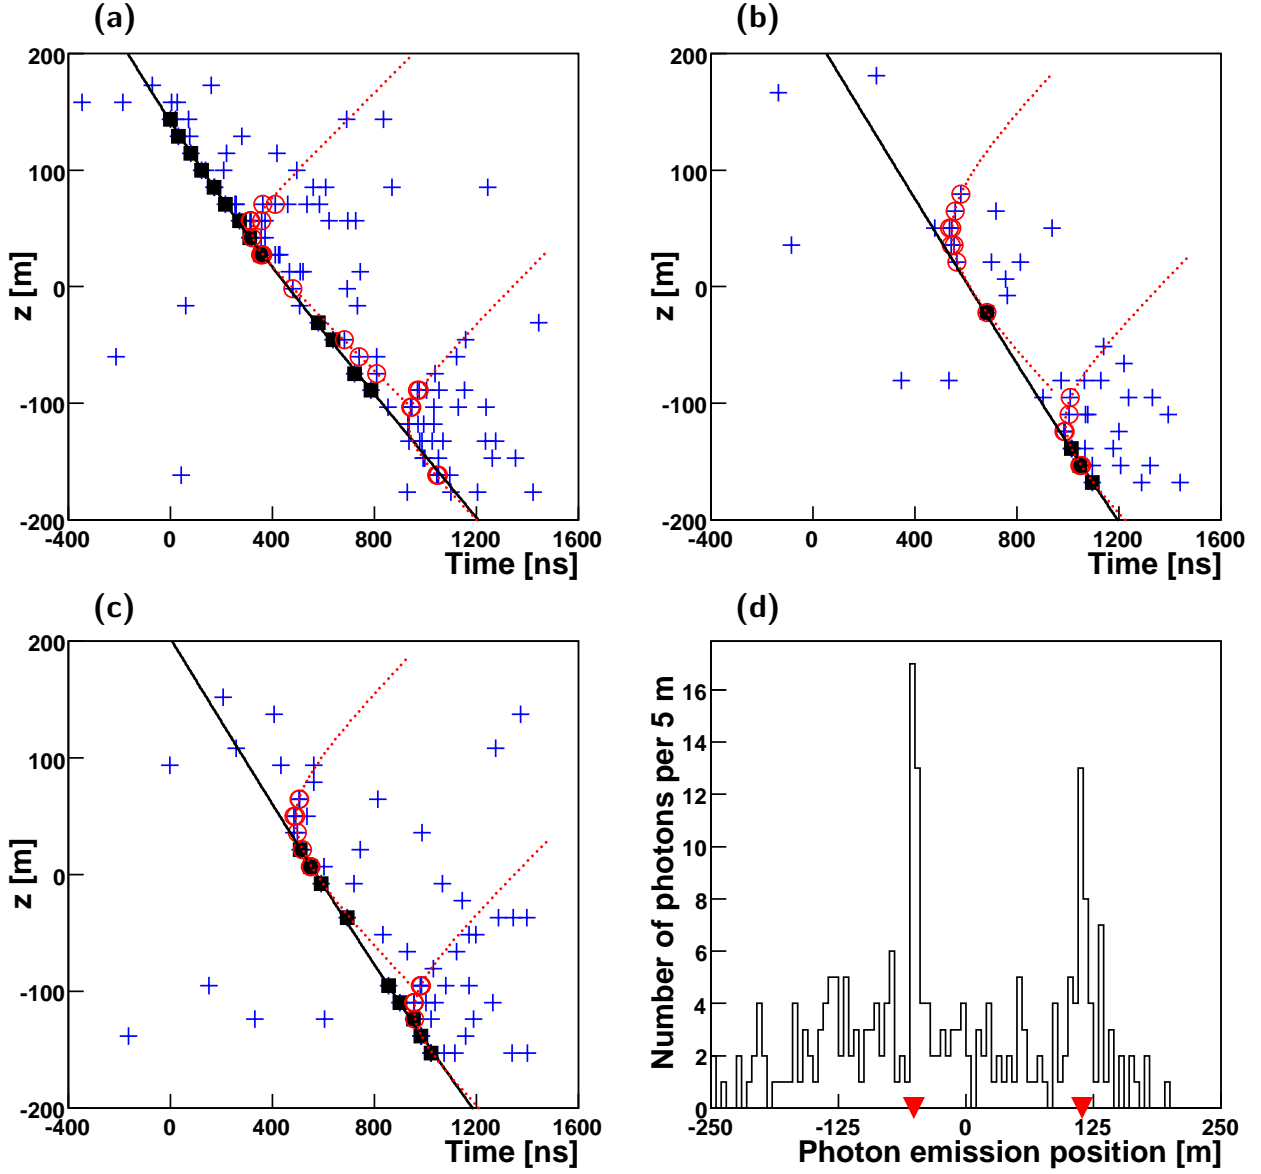 (a)
(b)
200
100
0
-100
-200
z [m]
-400 0 400 800 1200 1600
Time [ns]
200
100
0
-100
-200
z [m]
-400 0 400 800 1200 1600
Time [ns]
(c)
(d)
200
100
0
-100
-200
z [m]
-400 0 400 800 1200 1600
Time [ns]
16
14
12
10
8
6
4
2
0
Number of photons per 5 m
-250 -125 0 125 250
Photon emission position [m]